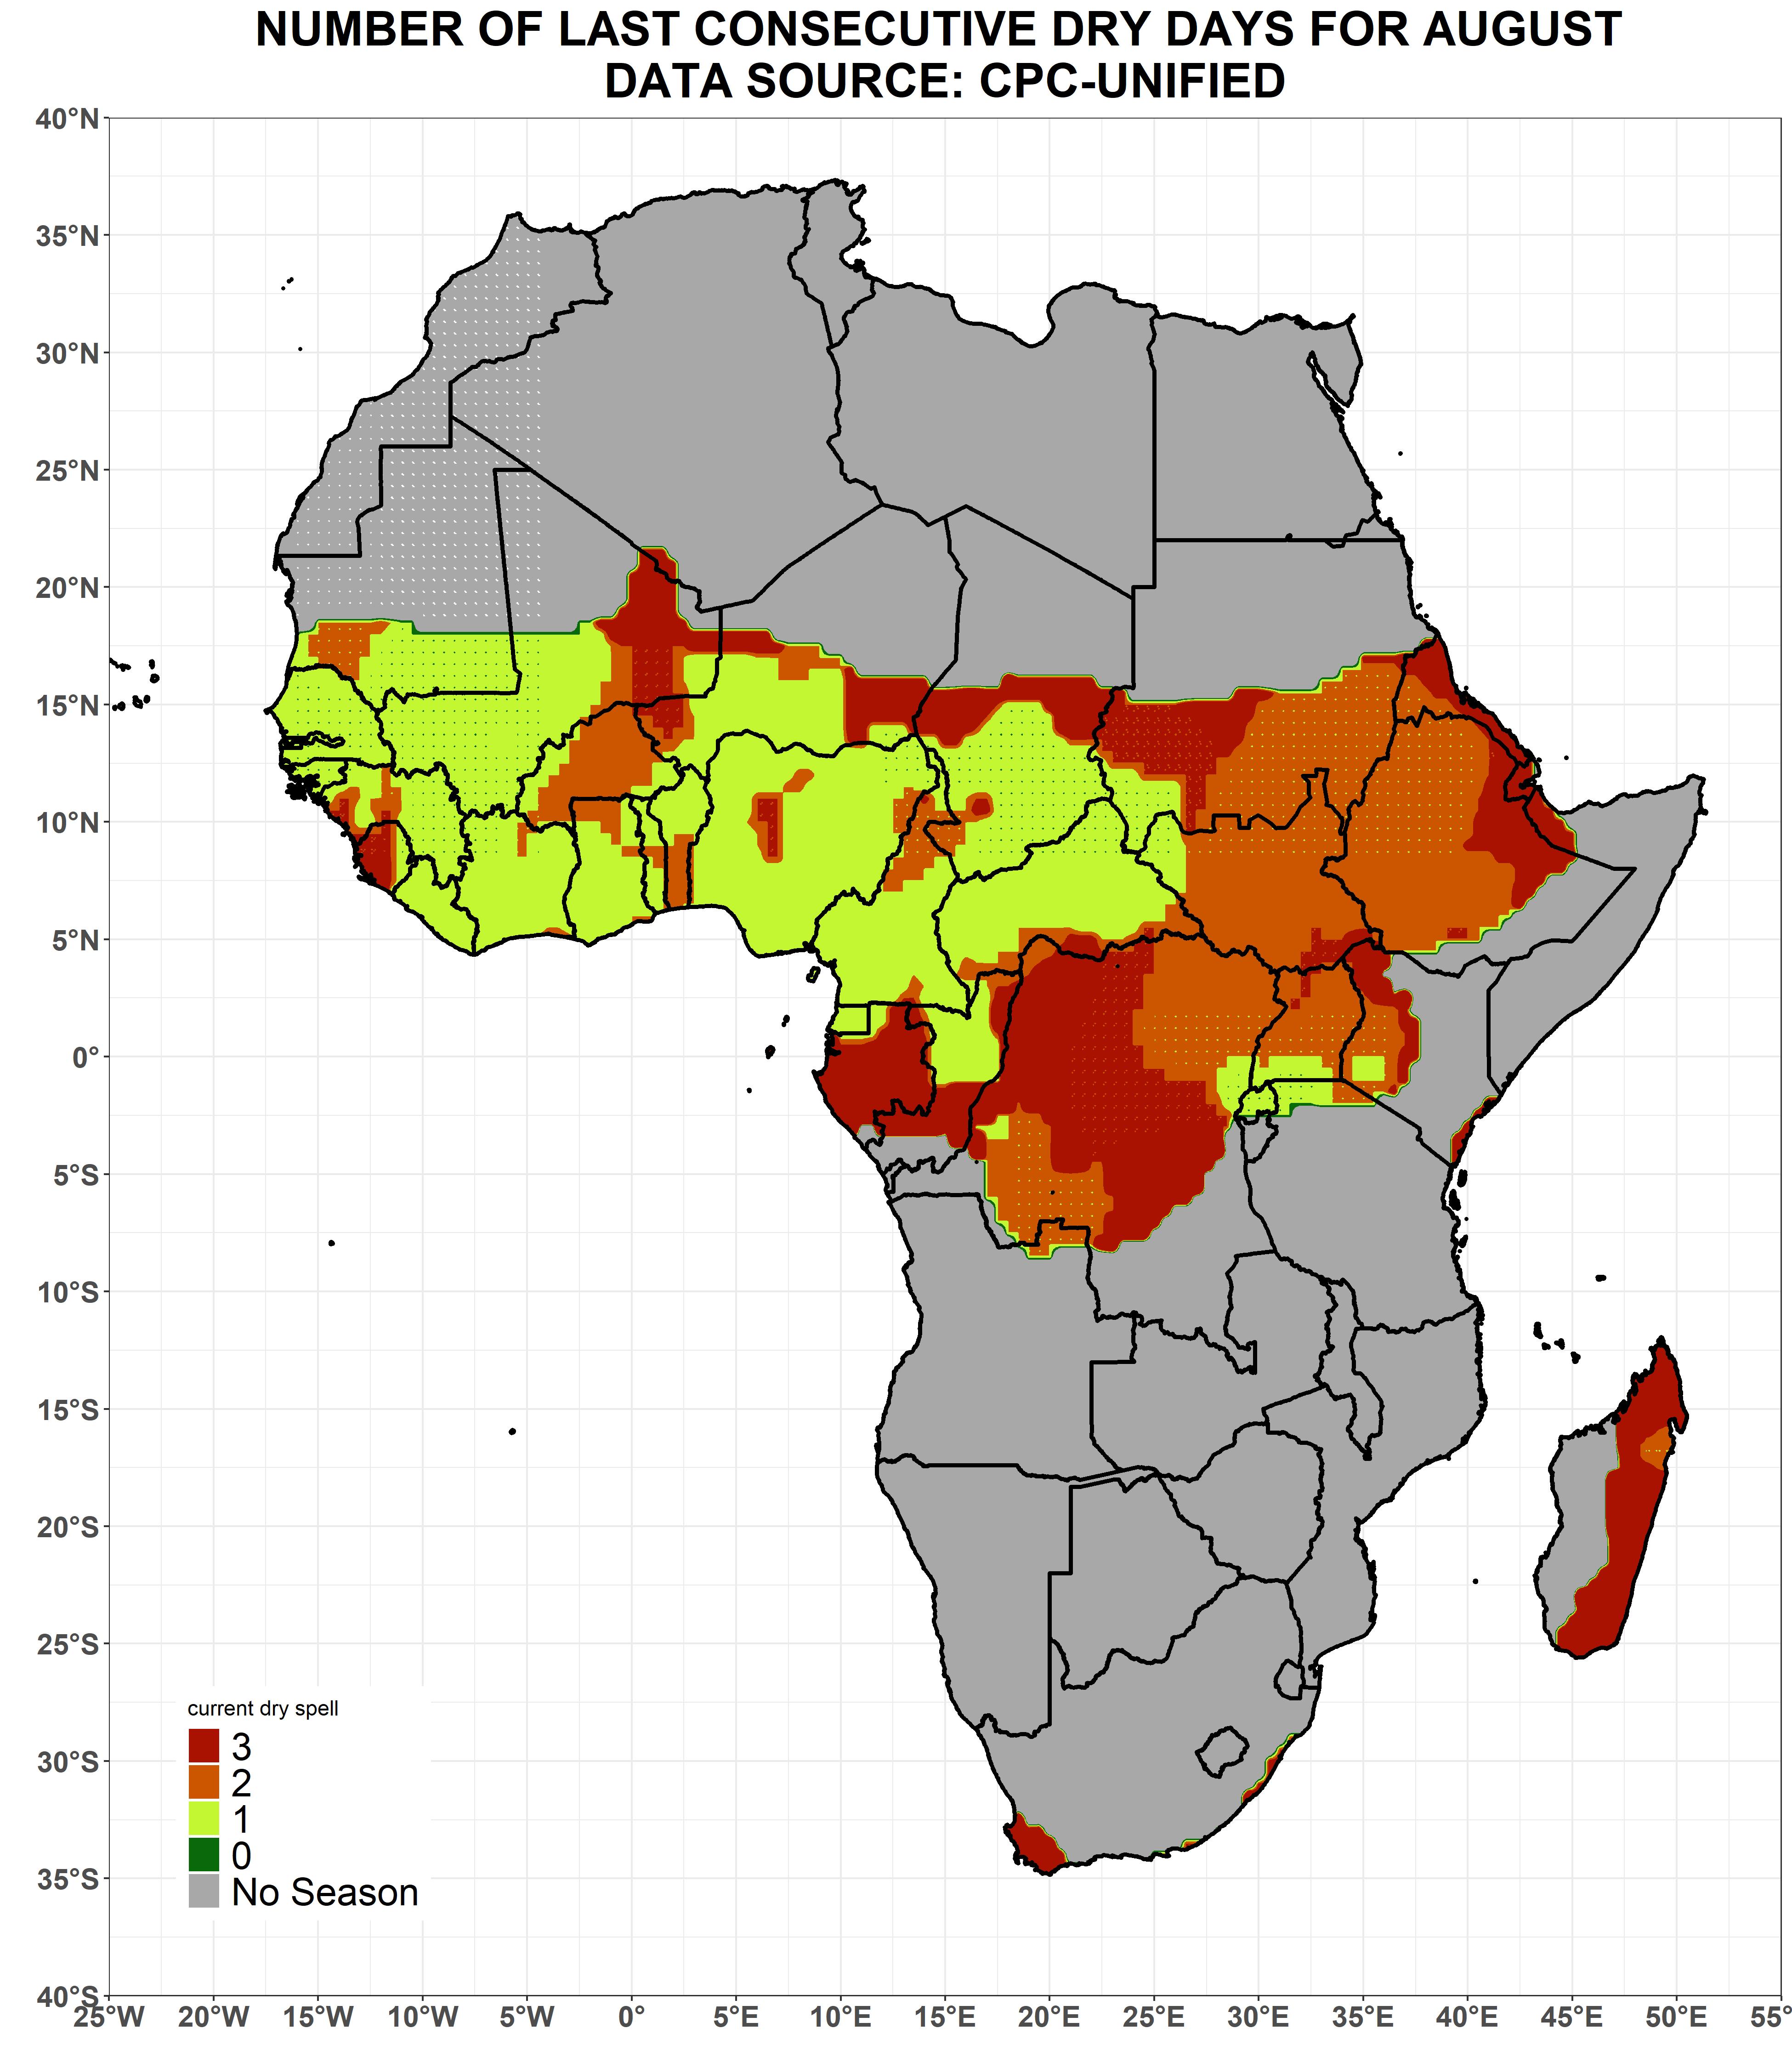 NUMBER OF LAST CONSECUTIVE DRY DAYS FOR AUGUST
DATA SOURCE: CPC-UNIFIED
40°N
35°N
30°N
25°N
20°N
15°N
10°N
5°N
0°
5°S
10°S
15°S
20°S
25°S
30°S
35°S
40°S
current dry spell
3
2
1
0
No Season
25°W 20°W 15°W 10°W 5°W 0° 5°E 10°E 15°E 20°E 25°E 30°E 35°E 40°E 45°E 50°E 55°